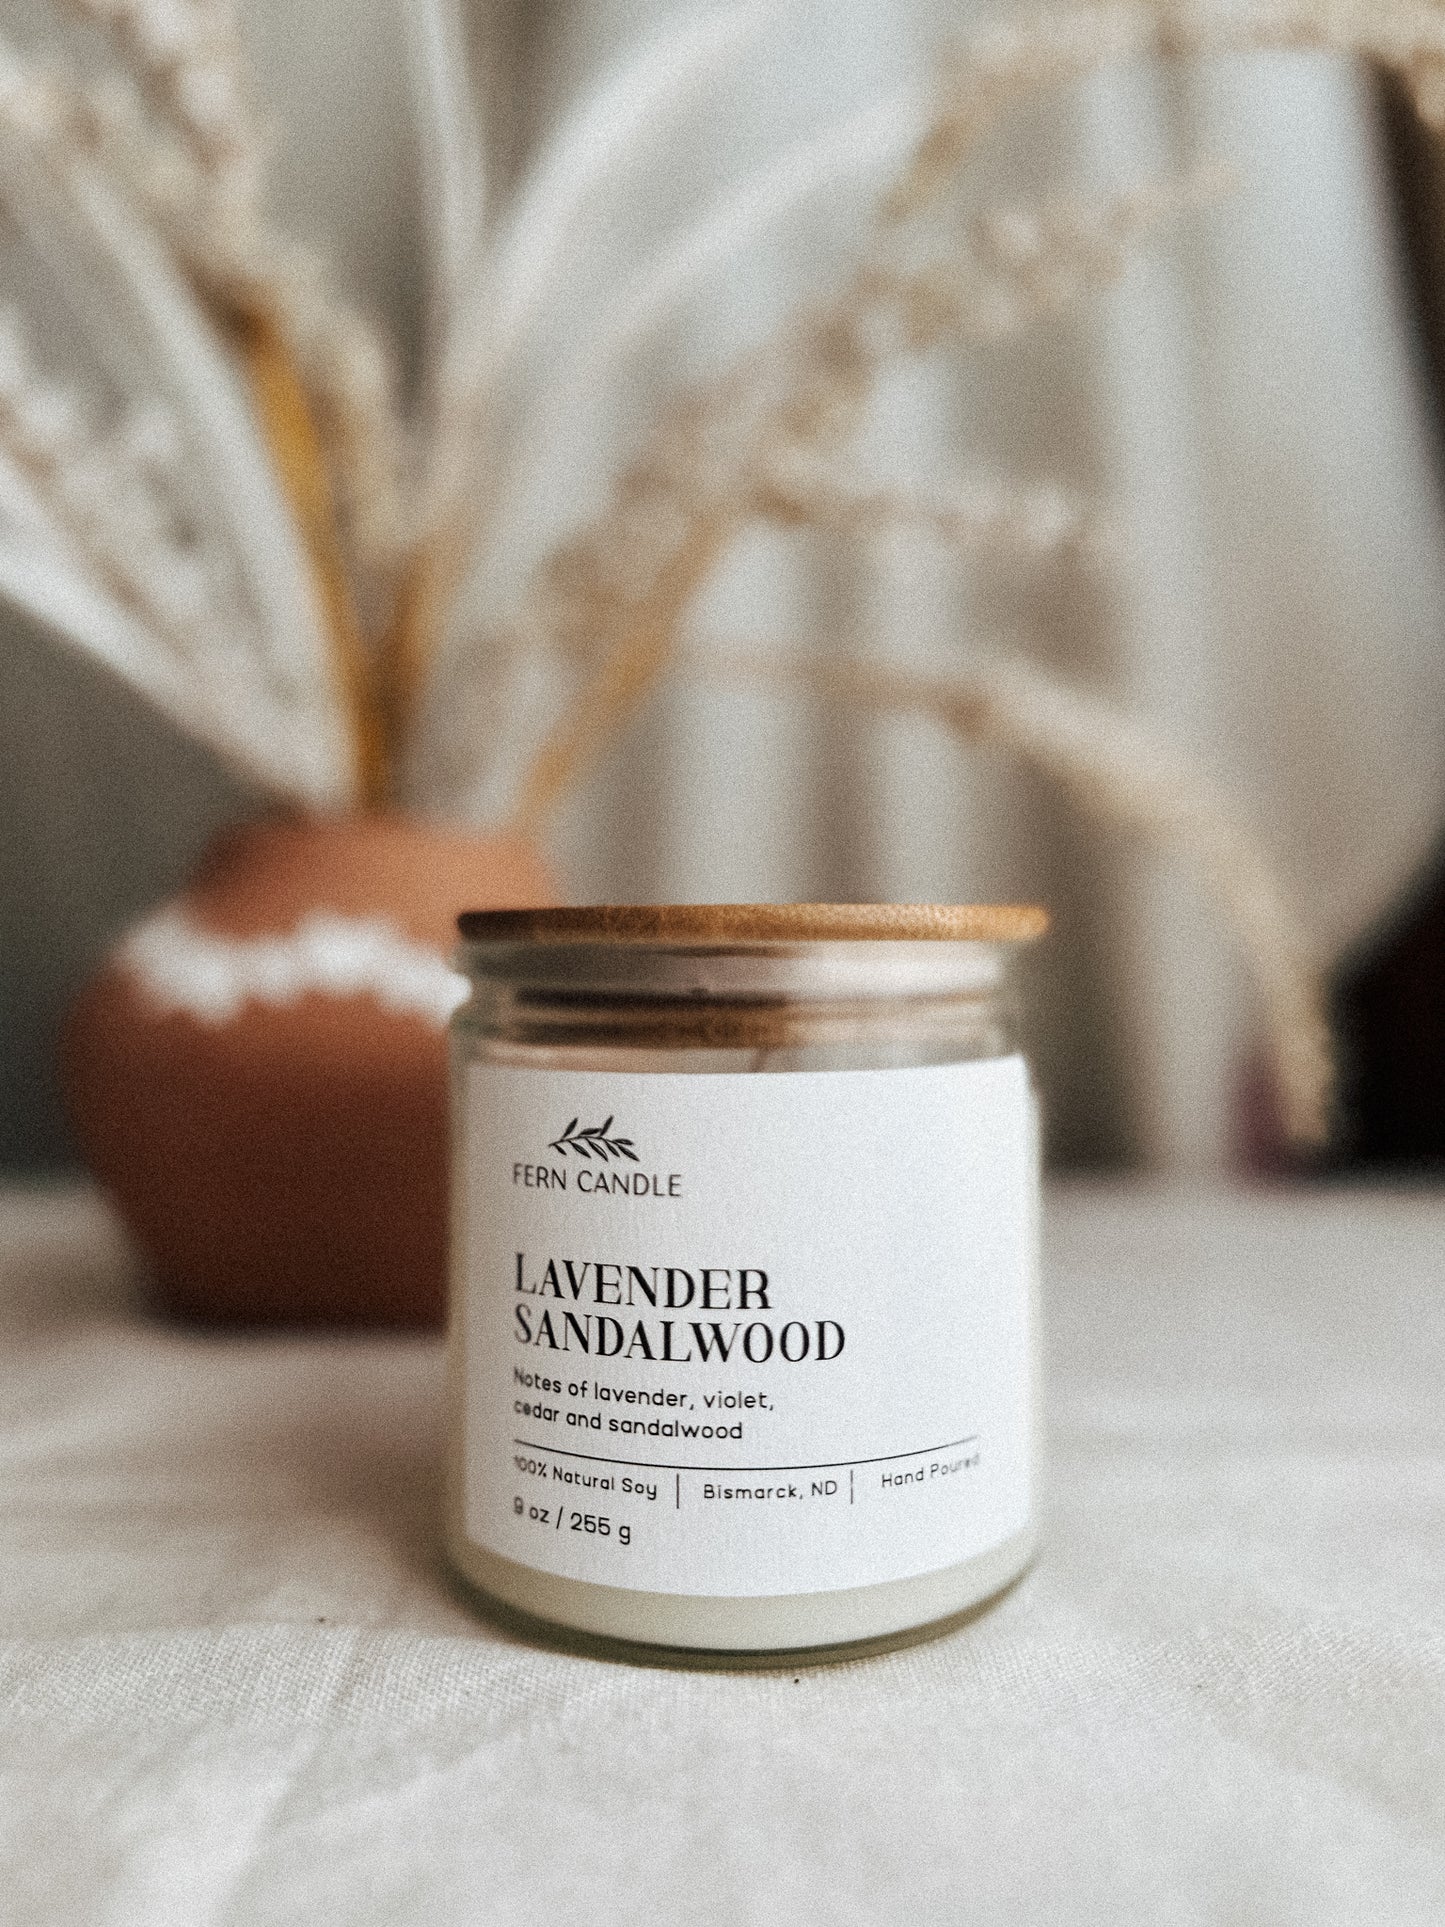 FERN CANDLE
LAVENDER
SANDALWOOD
Notes of lavender, violet,
cedar and sandalwood
100% Natural Soy | Bismarck, ND | Hand Poured
9 oz / 255 g